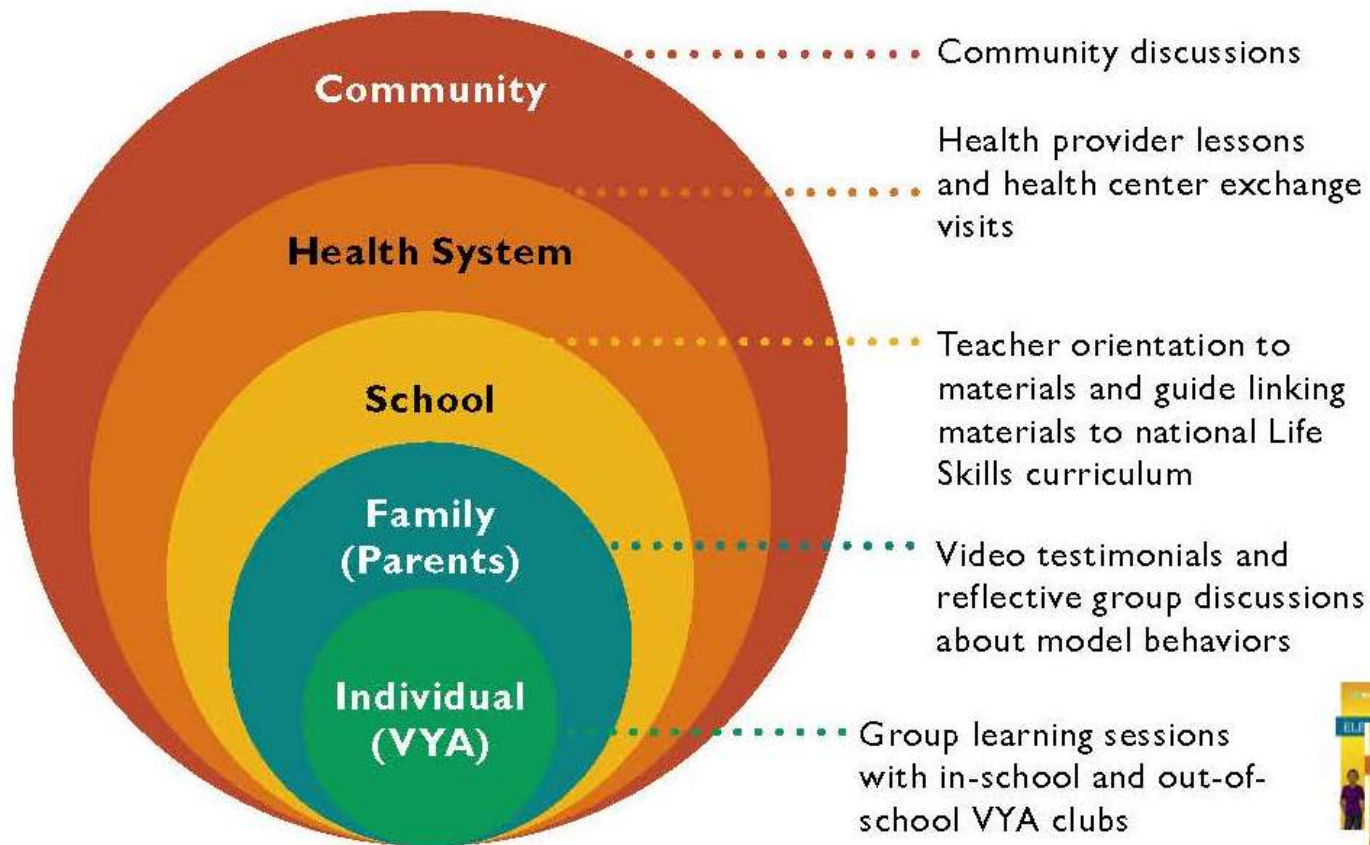 Community
Health System
School
Family
(Parents)
Individual
(VYA)
Community discussions
Health provider lessons
and health center exchange
visits
Teacher orientation to
materials and guide linking
materials to national Life
Skills curriculum
Video testimonials and
reflective group discussions
about model behaviors
Group learning sessions
with in-school and out-of-
school VYA clubs